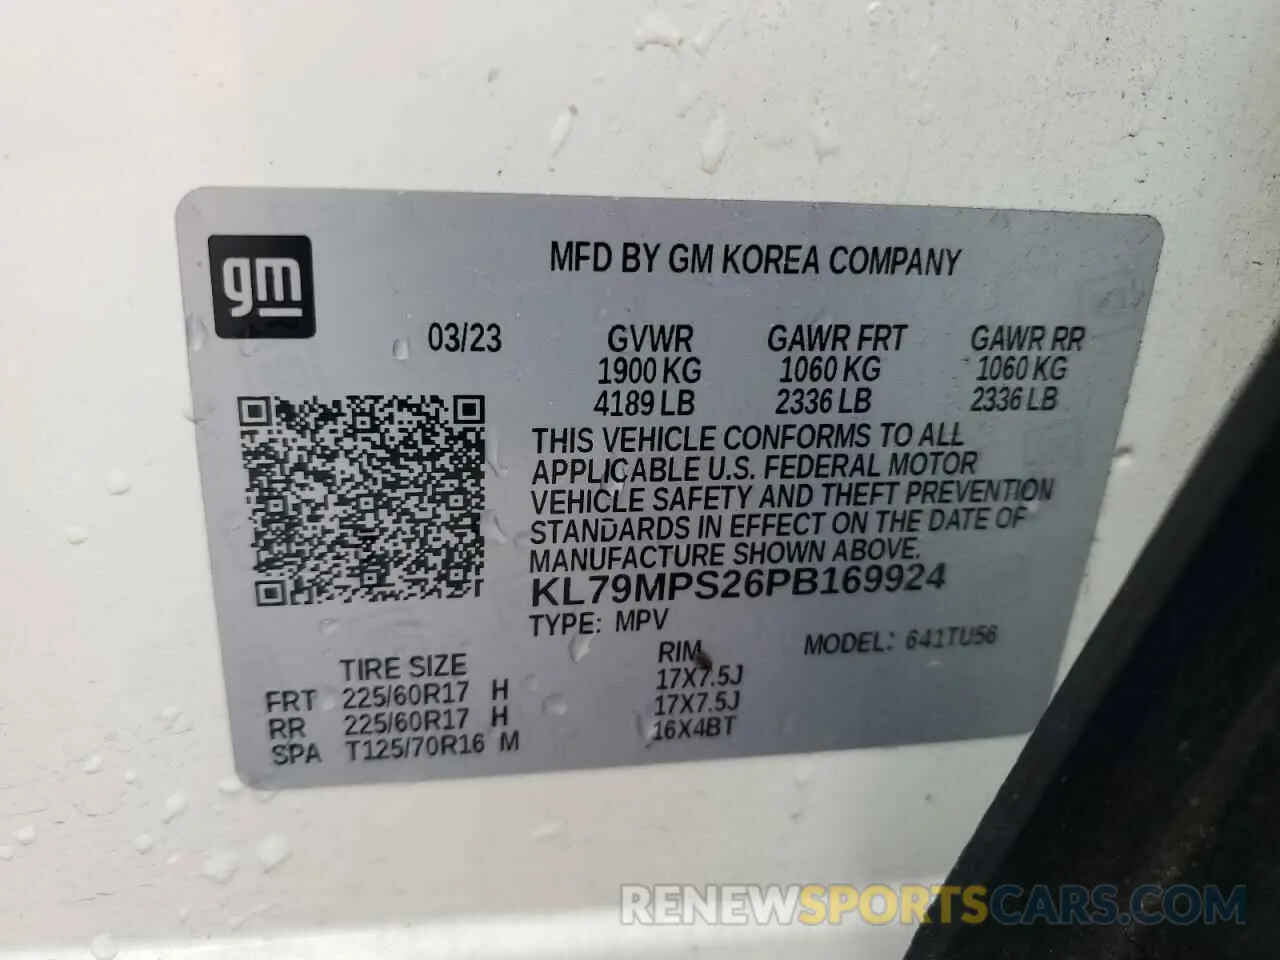 gm
MFD BY GM KOREA COMPANY
03/23 GVWR GAWR FRT GAWR RR
1900 KG 1060 KG 1060 KG
4189 LB 2336 LB 2336 LB
THIS VEHICLE CONFORMS TO ALL
APPLICABLE U.S. FEDERAL MOTOR
VEHICLE SAFETY AND THEFT PREVENTION
STANDARDS IN EFFECT ON THE DATE OF
MANUFACTURE SHOWN ABOVE.
KL79MPS26PB169924
TYPE: MPV MODEL: 641TU56
TIRE SIZE RIM
FRT 225/60R17 H 17X7.5J
RR 225/60R17 H 17X7.5J
SPA T125/70R16 M 16X4BT
RENEWSPORTSCARS.COM